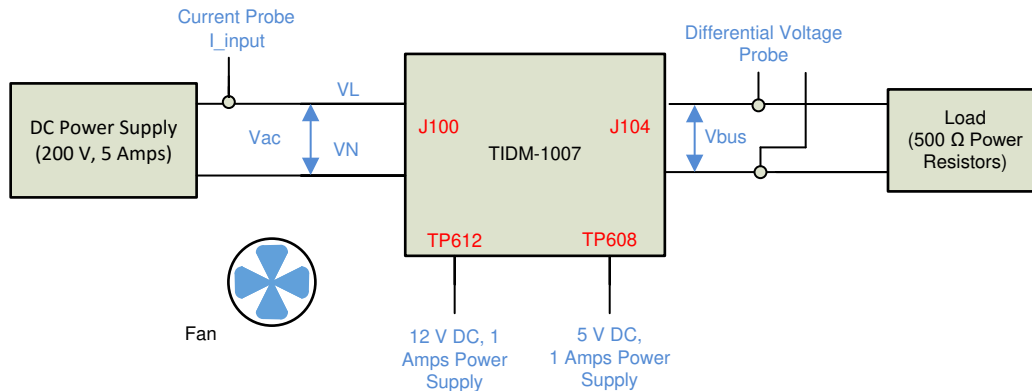 Current Probe
I_input
Differential Voltage
Probe
DC Power Supply
(200 V, 5 Amps)
VL
Vac
VN
J100
J104
TIDM-1007
Vbus
Load
(500 Ω Power
Resistors)
TP612
TP608
Fan
12 V DC, 1
Amps Power
Supply
5 V DC,
1 Amps Power
Supply